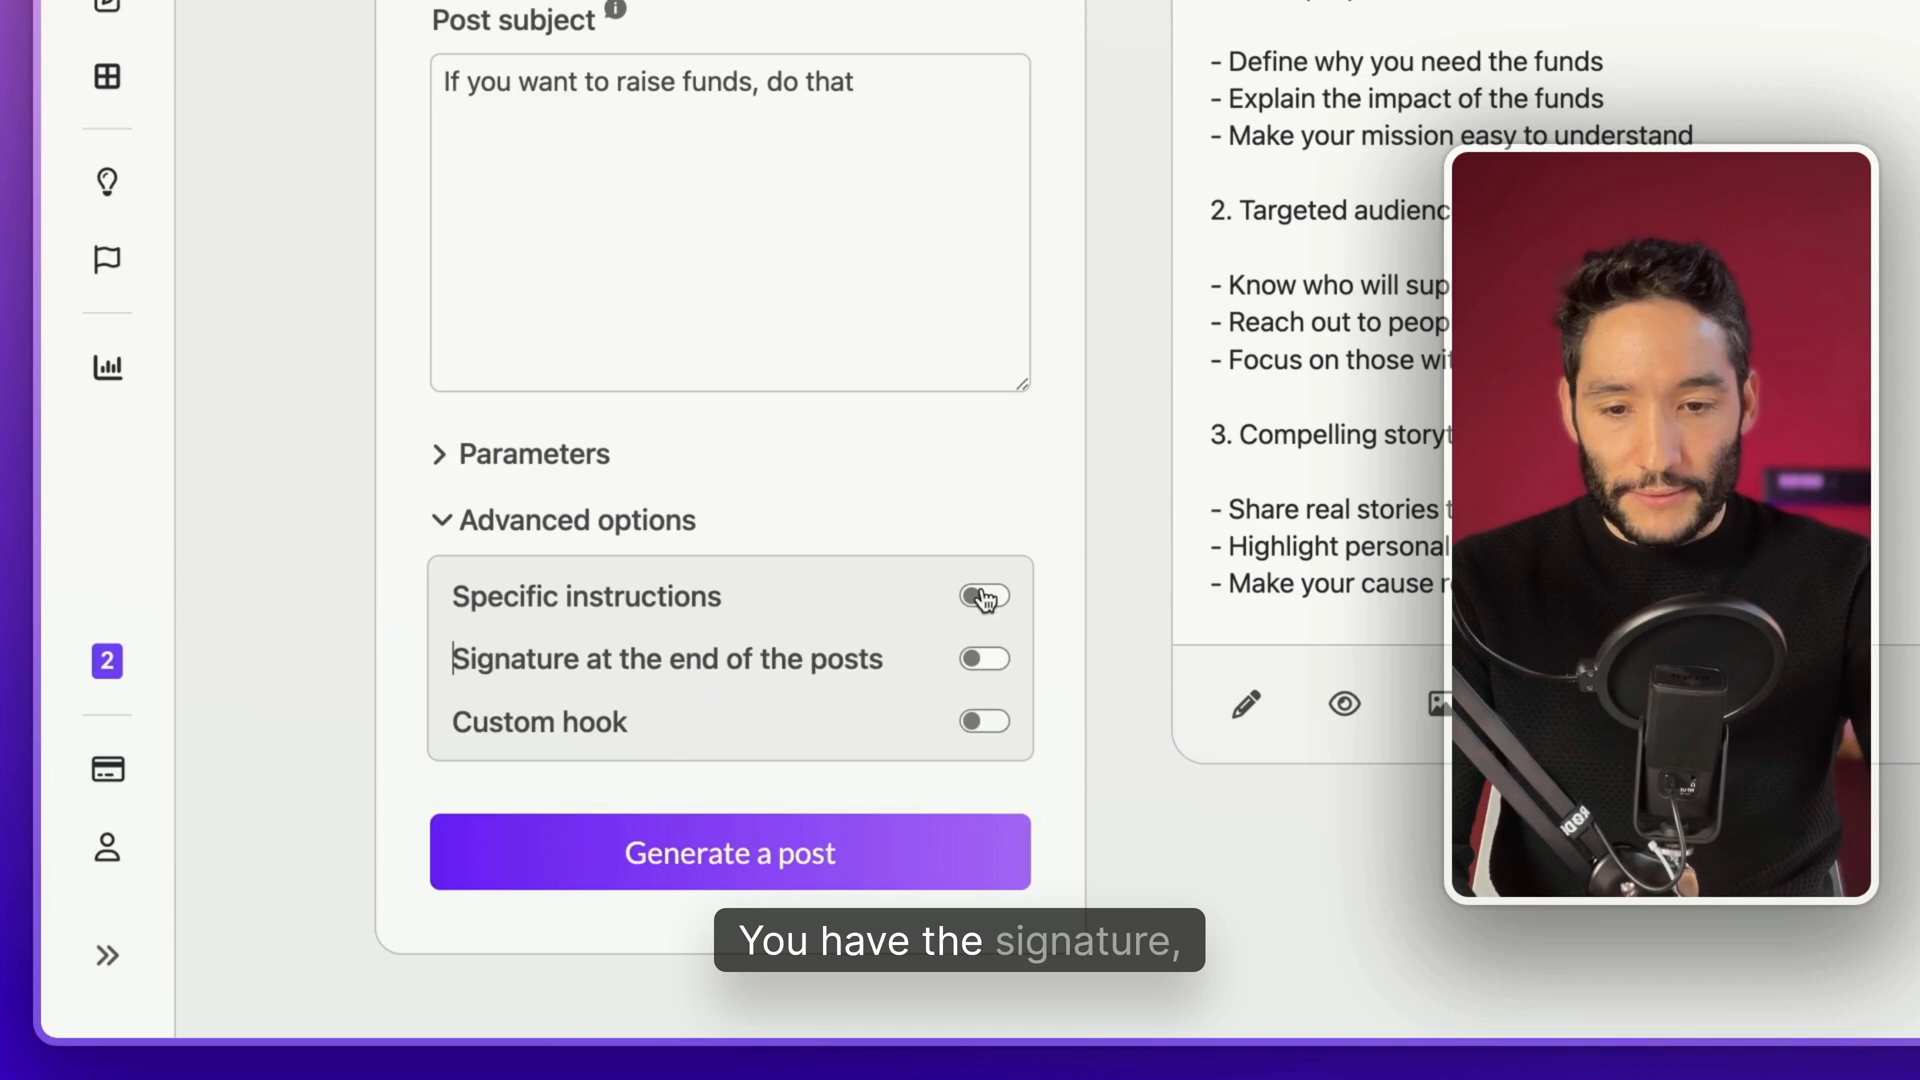 Post subject
If you want to raise funds, do that
Parameters
Advanced options
Specific instructions
Signature at the end of the posts
Custom hook
Generate a post
2
- Define why you need the funds
- Explain the impact of the funds
- Make your mission easy to understand
2. Targeted audienc
- Know who will sup
- Reach out to peop
- Focus on those wi
3. Compelling storyt
- Share real stories t
- Highlight personal
- Make your cause r
RODE
You have the signature,